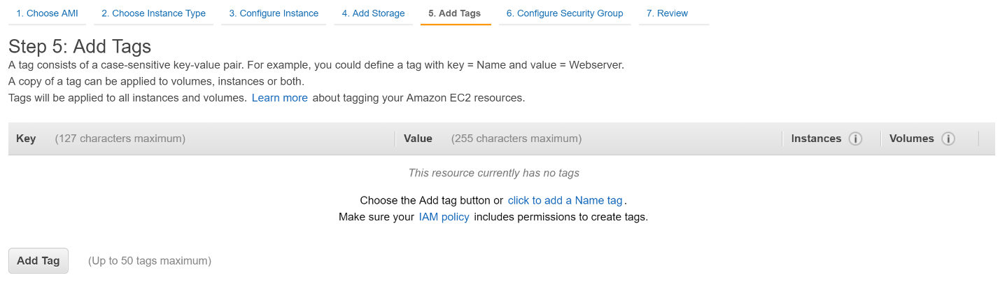 1. Choose AMI 2. Choose Instance Type 3. Configure Instance 4. Add Storage 5. Add Tags 6. Configure Security Group 7. Review
Step 5: Add Tags
A tag consists of a case-sensitive key-value pair. For example, you could define a tag with key = Name and value = Webserver.
A copy of a tag can be applied to volumes, instances or both.
Tags will be applied to all instances and volumes. Learn more about tagging your Amazon EC2 resources.
Key (127 characters maximum) Value (255 characters maximum) Instances i Volumes i
This resource currently has no tags
Choose the Add tag button or click to add a Name tag.
Make sure your IAM policy includes permissions to create tags.
Add Tag (Up to 50 tags maximum)